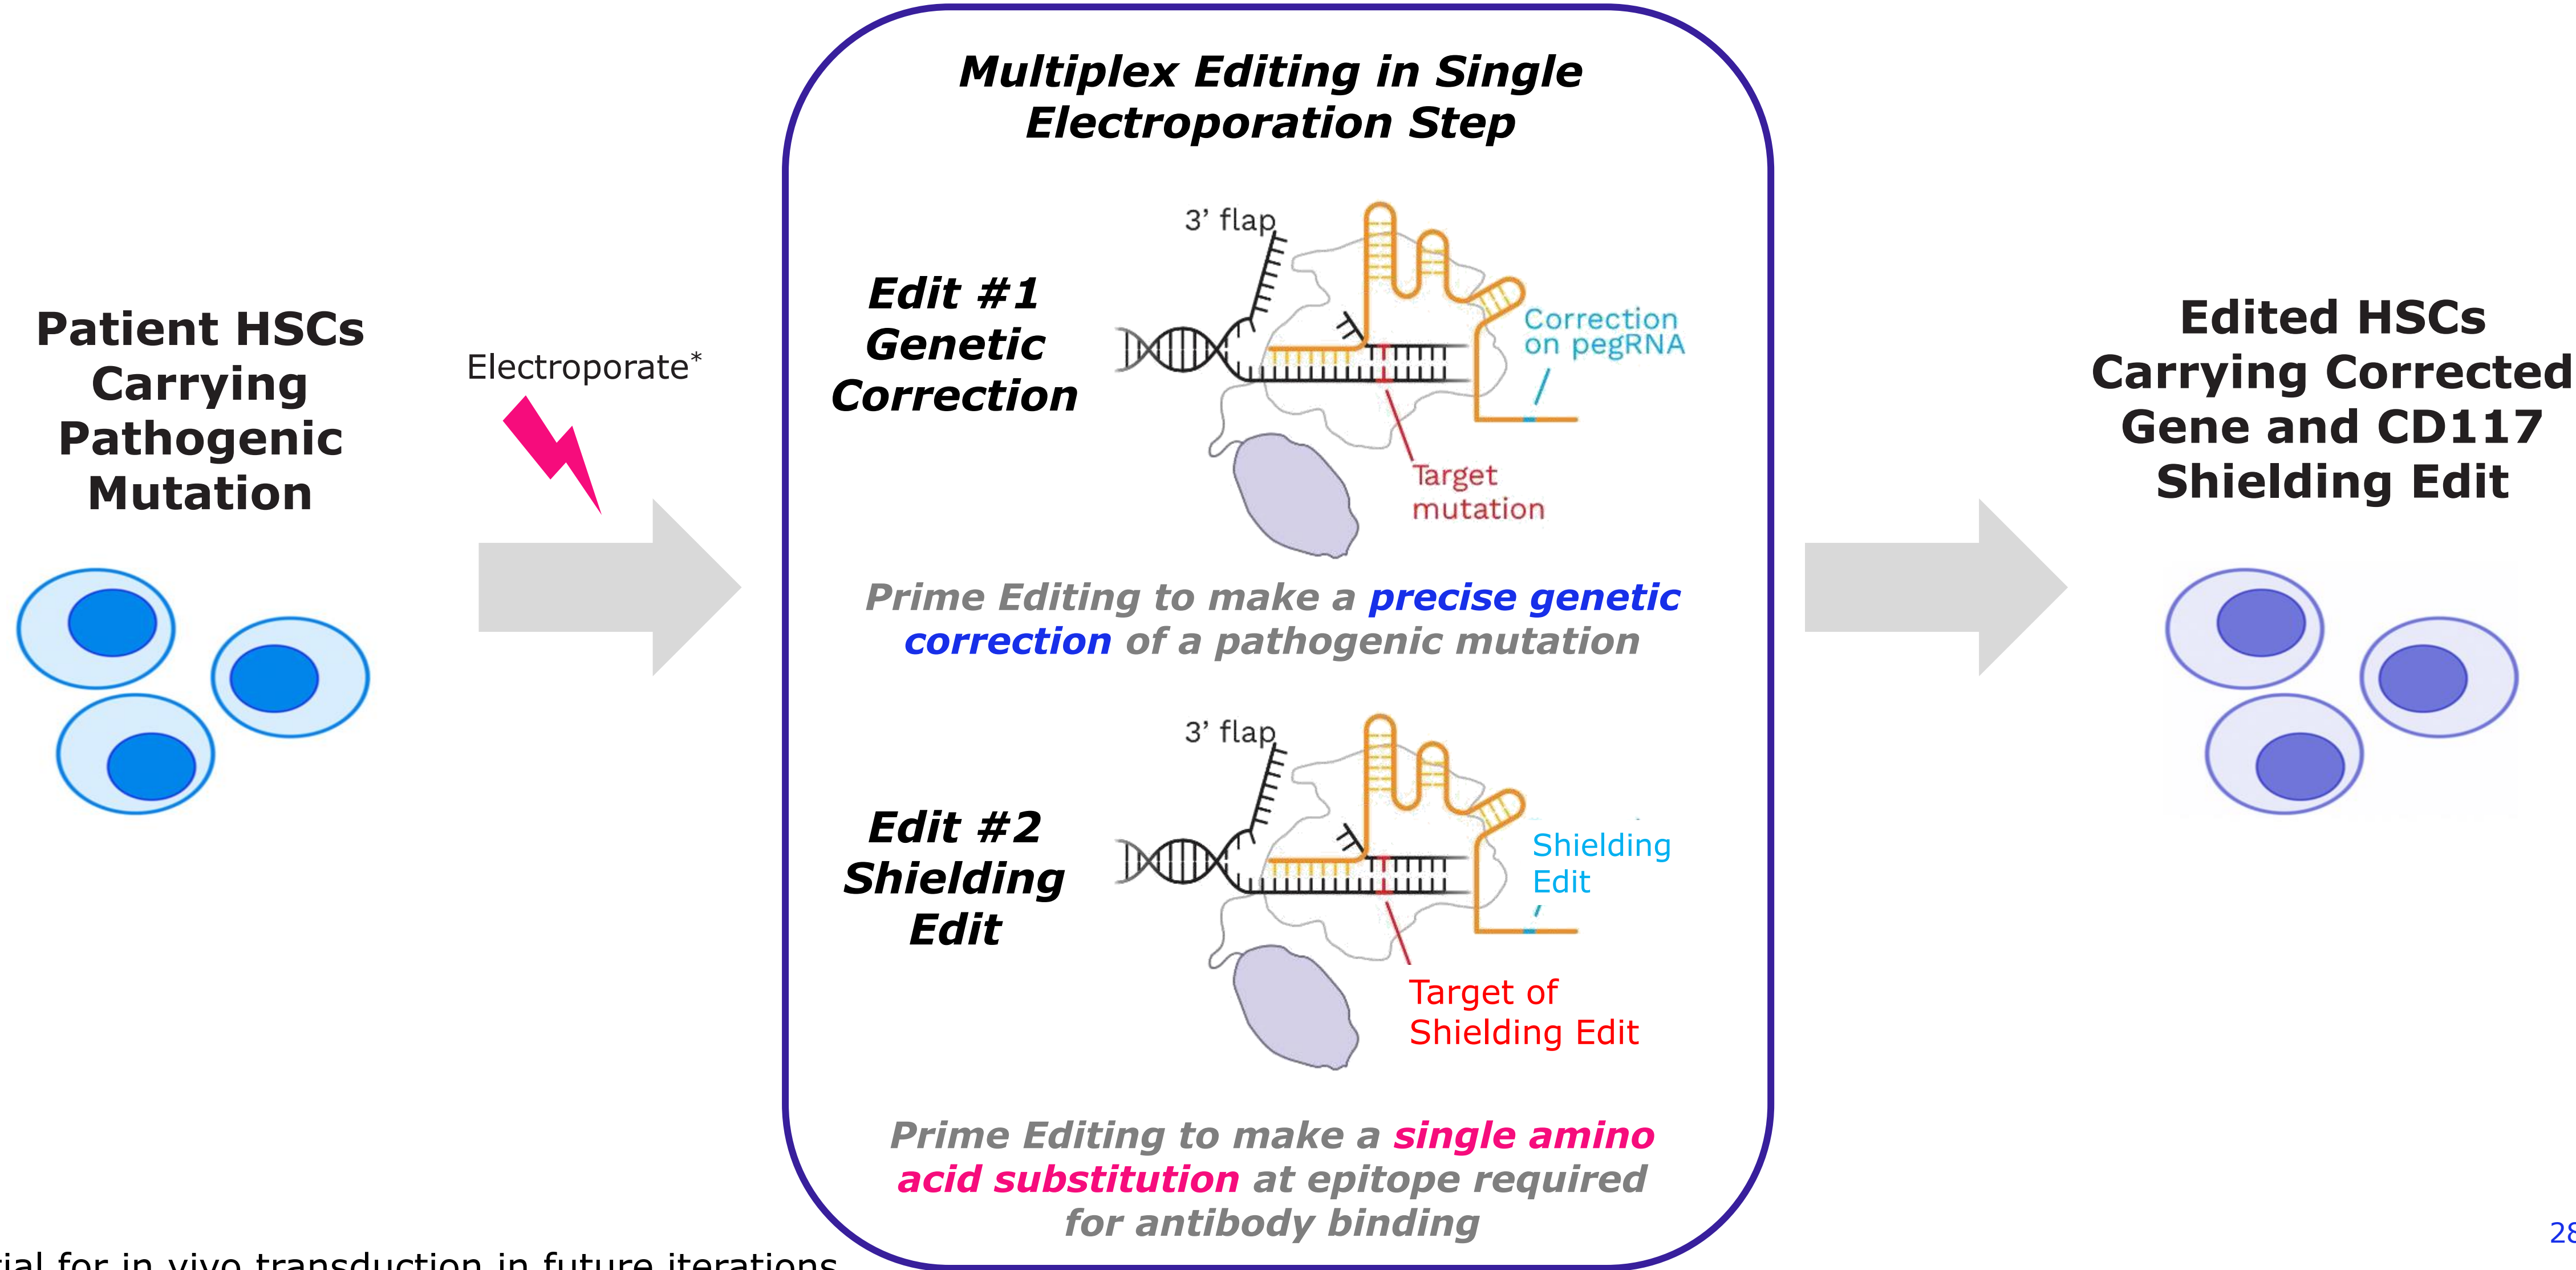 Multiplex Editing in Single
Electroporation Step
Patient HSCs
Carrying
Pathogenic
Mutation
Electroporate*
Edit #1
Genetic
Correction
3’ flap
Correction
on pegRNA
Target
mutation
Prime Editing to make a precise genetic
correction of a pathogenic mutation
Edit #2
Shielding
Edit
3’ flap
Shielding
Edit
Target of
Shielding Edit
Prime Editing to make a single amino
acid substitution at epitope required
for antibody binding
Edited HSCs
Carrying Corrected
Gene and CD117
Shielding Edit
for in vivo transduction in future iterations
28